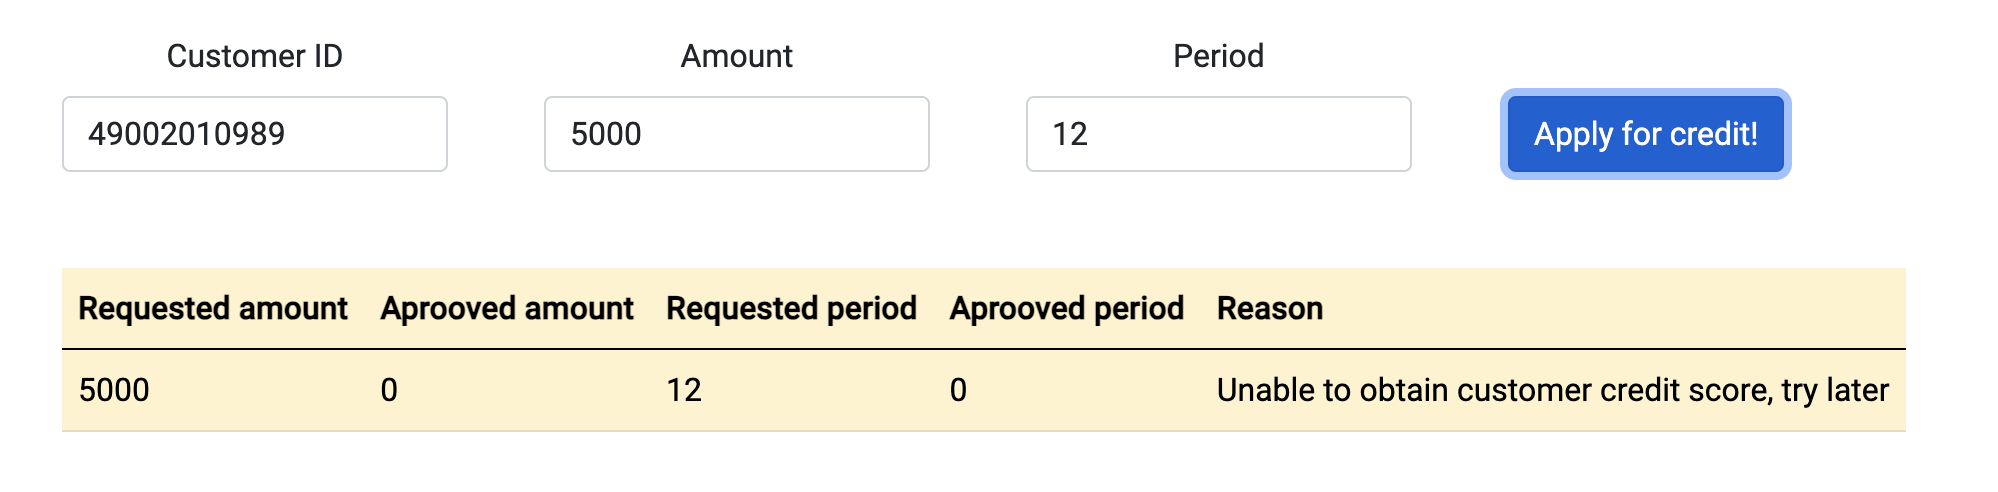 Customer ID Amount Period
49002010989 5000 12 Apply for credit!
Requested amount Aprooved amount Requested period Aprooved period Reason
5000 0 12 0 Unable to obtain customer credit score, try later